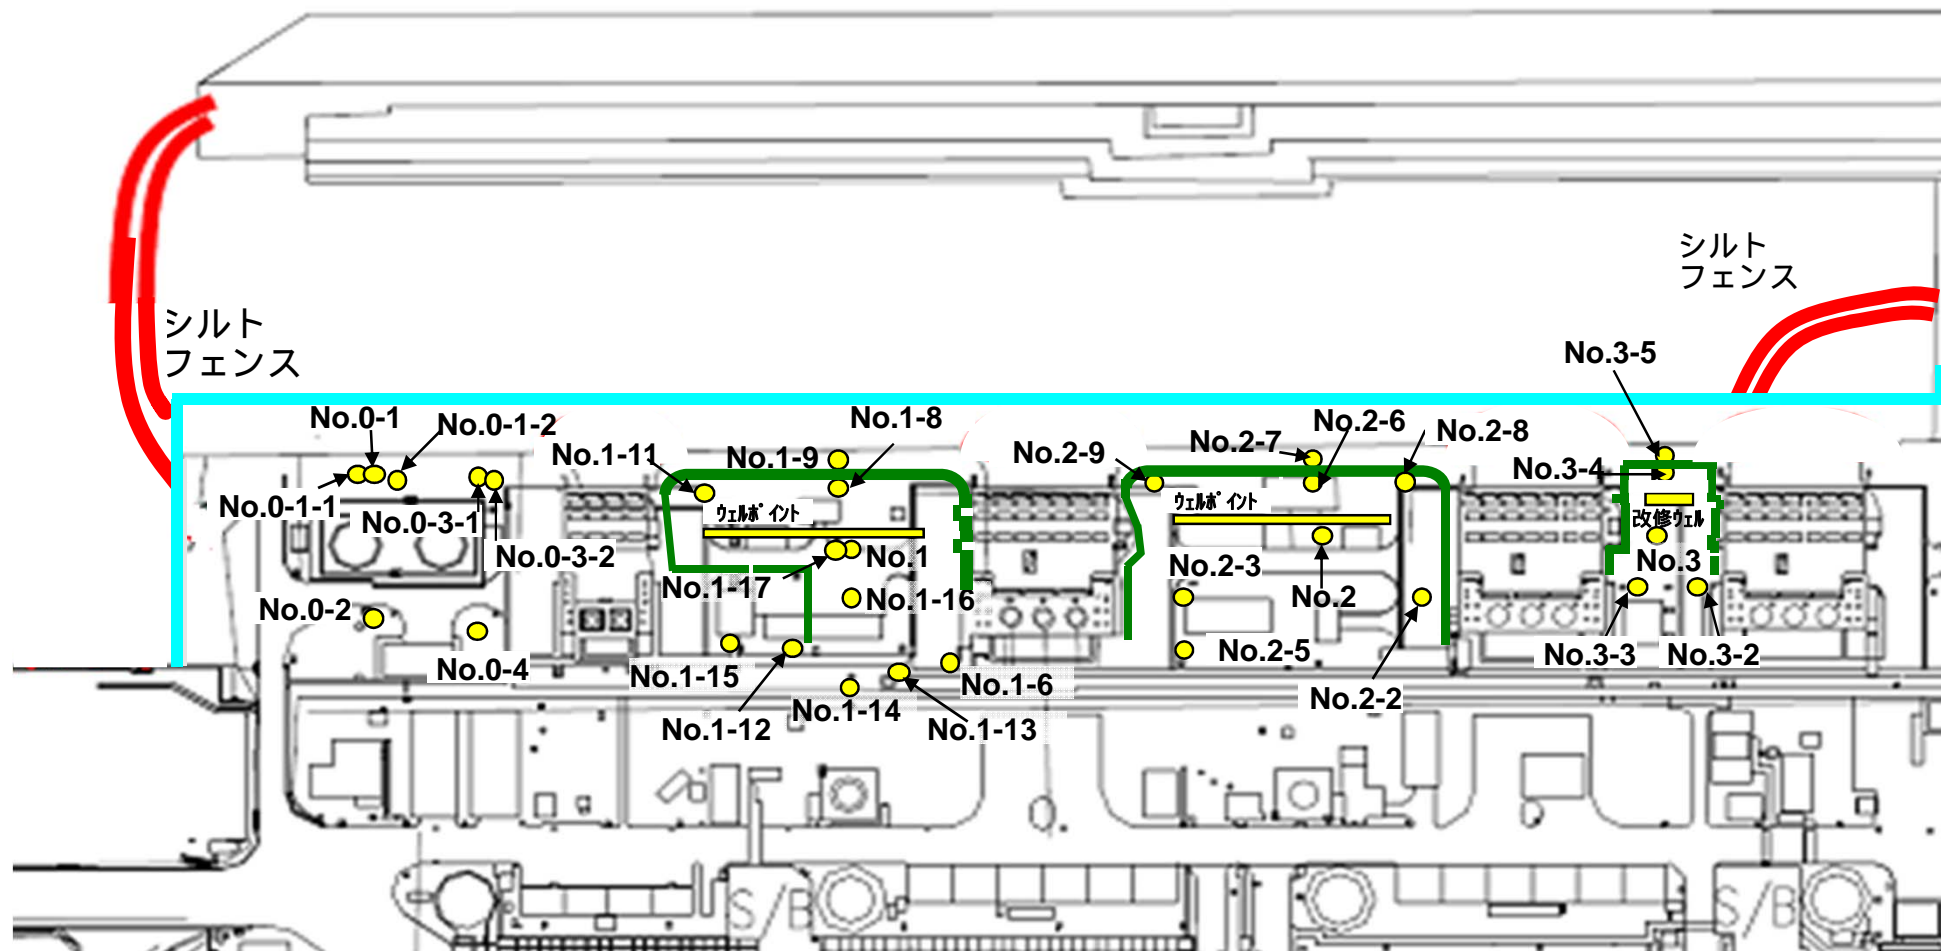 シルト
フェンス
シルト
フェンス
No.3-5
No.0-1
No.0-1-2
No.1-8
No.2-6
No.2-8
No.2-7
No.1-11
No.1-9
No.2-9
No.3-4
No.0-1-1
No.0-3-1
ｳｪﾙﾎﾟｲﾝﾄ
ｳｪﾙﾎﾟｲﾝﾄ
改修ｳｪﾙ
No.0-3-2
No.1
No.2-3
No.3
No.1-17
No.1-16
No.2
No.0-2
No.0-4
No.1-15
No.1-6
No.2-5
No.3-3
No.3-2
No.2-2
No.1-14
No.1-12
No.1-13
S/B
S/B